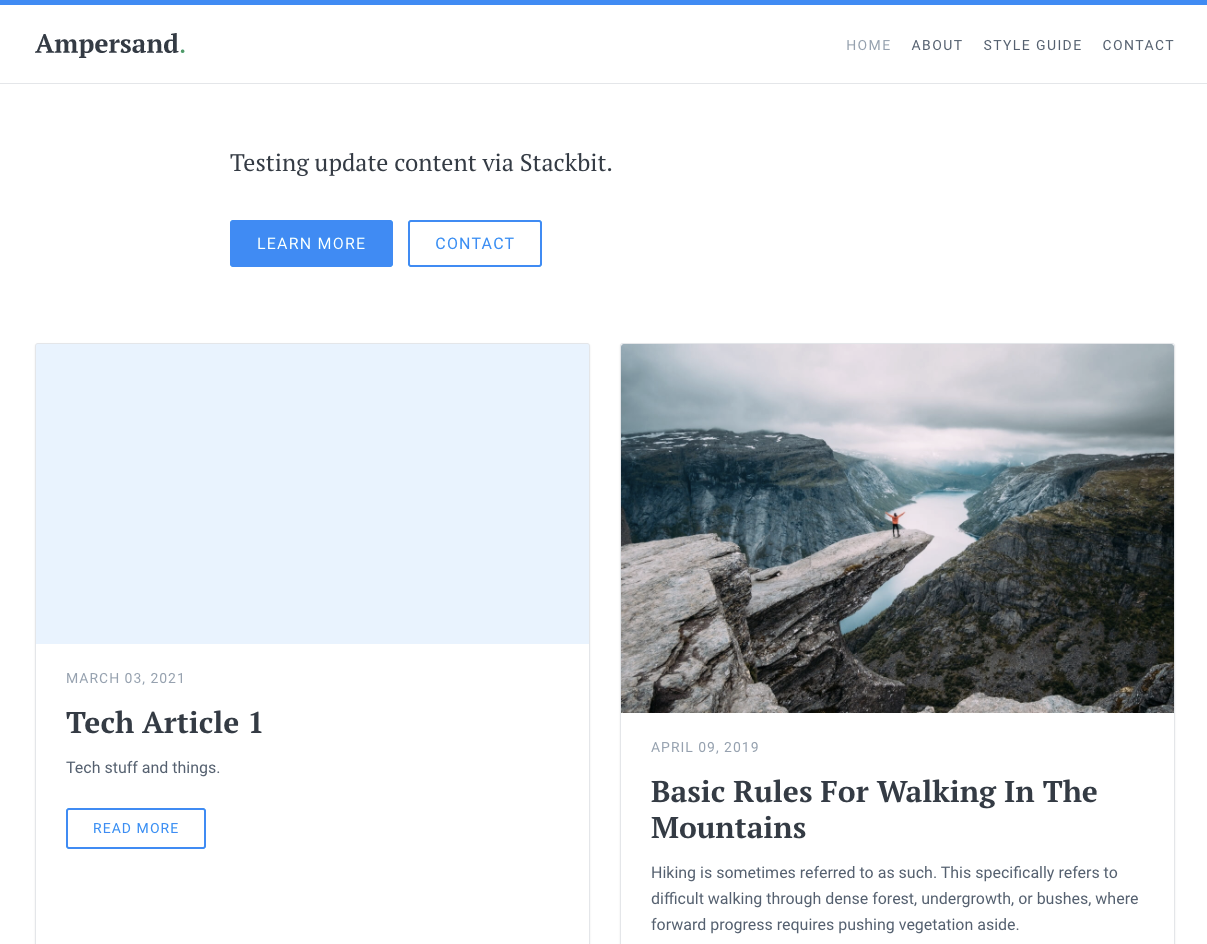 Ampersand.
HOME ABOUT STYLE GUIDE CONTACT
Testing update content via Stackbit.
LEARN MORE CONTACT
MARCH 03, 2021
Tech Article 1
Tech stuff and things.
READ MORE
APRIL 09, 2019
Basic Rules For Walking In The
Mountains
Hiking is sometimes referred to as such. This specifically refers to
difficult walking through dense forest, undergrowth, or bushes, where
forward progress requires pushing vegetation aside.